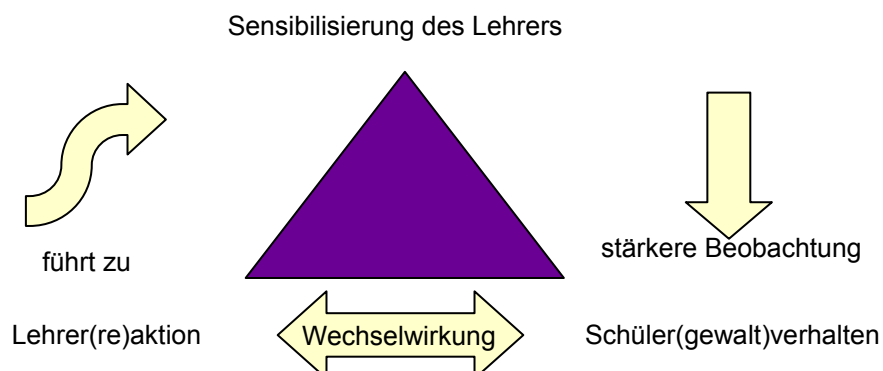 Sensibilisierung des Lehrers
führt zu
stärkere Beobachtung
Lehrer(re)aktion
Wechselwirkung
Schüler(gewalt)verhalten